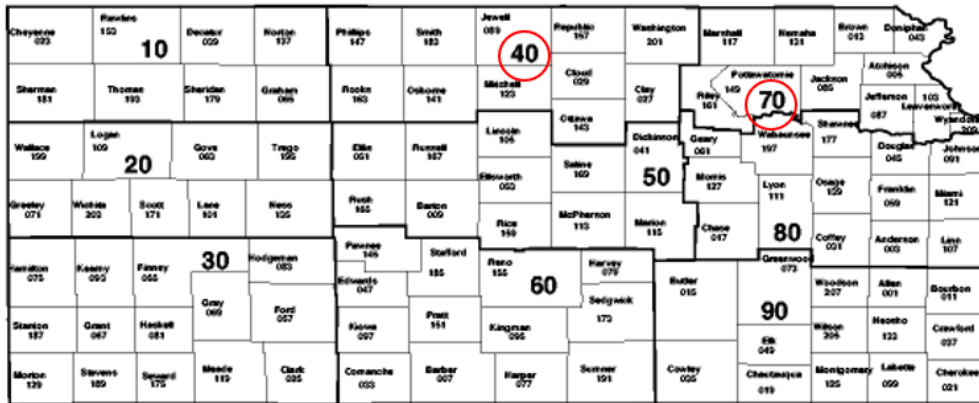 Cheyenne
023
Rawlins
153
Decatur
039
Norton
137
Phillips
147
Smith
183
Jewell
089
Republic
157
Washington
201
Marshall
117
Nemaha
131
Brown
013
Doniphan
043
10
40
Sherman
181
Thomas
193
Sheridan
179
Graham
065
Rooks
163
Osborne
141
Mitchell
123
Cloud
029
Clay
027
Riley
161
Pottawatomie
149
70
Jackson
085
Atchison
005
Jefferson
087
Leavenworth
103
Wyandotte
209
Ottawa
143
Wallace
199
Logan
109
20
Gove
063
Trego
195
Ellis
051
Russell
167
Lincoln
105
Dickinson
041
Geary
061
Wabaunsee
197
Shawnee
177
Douglas
045
Johnson
091
Ellsworth
053
Saline
169
50
Morris
127
Lyon
111
Osage
139
Franklin
059
Miami
121
Greeley
071
Wichita
203
Scott
171
Lane
101
Ness
135
Rush
165
Barton
009
Rice
159
McPherson
113
Marion
115
Chase
017
80
Coffey
031
Anderson
003
Linn
107
Hamilton
075
Kearny
093
Finney
055
30
Hodgeman
083
Pawnee
145
Stafford
185
Edwards
047
Reno
155
60
Harvey
079
Sedgwick
173
Butler
015
Greenwood
073
90
Woodson
207
Allen
001
Bourbon
011
Gray
069
Ford
057
Stanton
187
Grant
067
Haskell
081
Kiowa
097
Pratt
151
Kingman
095
Elk
049
Wilson
205
Neosho
133
Crawford
037
Morton
129
Stevens
189
Seward
175
Meade
119
Clark
025
Comanche
033
Barber
007
Harper
077
Sumner
191
Cowley
035
Chautauqua
019
Montgomery
125
Labette
099
Cherokee
021